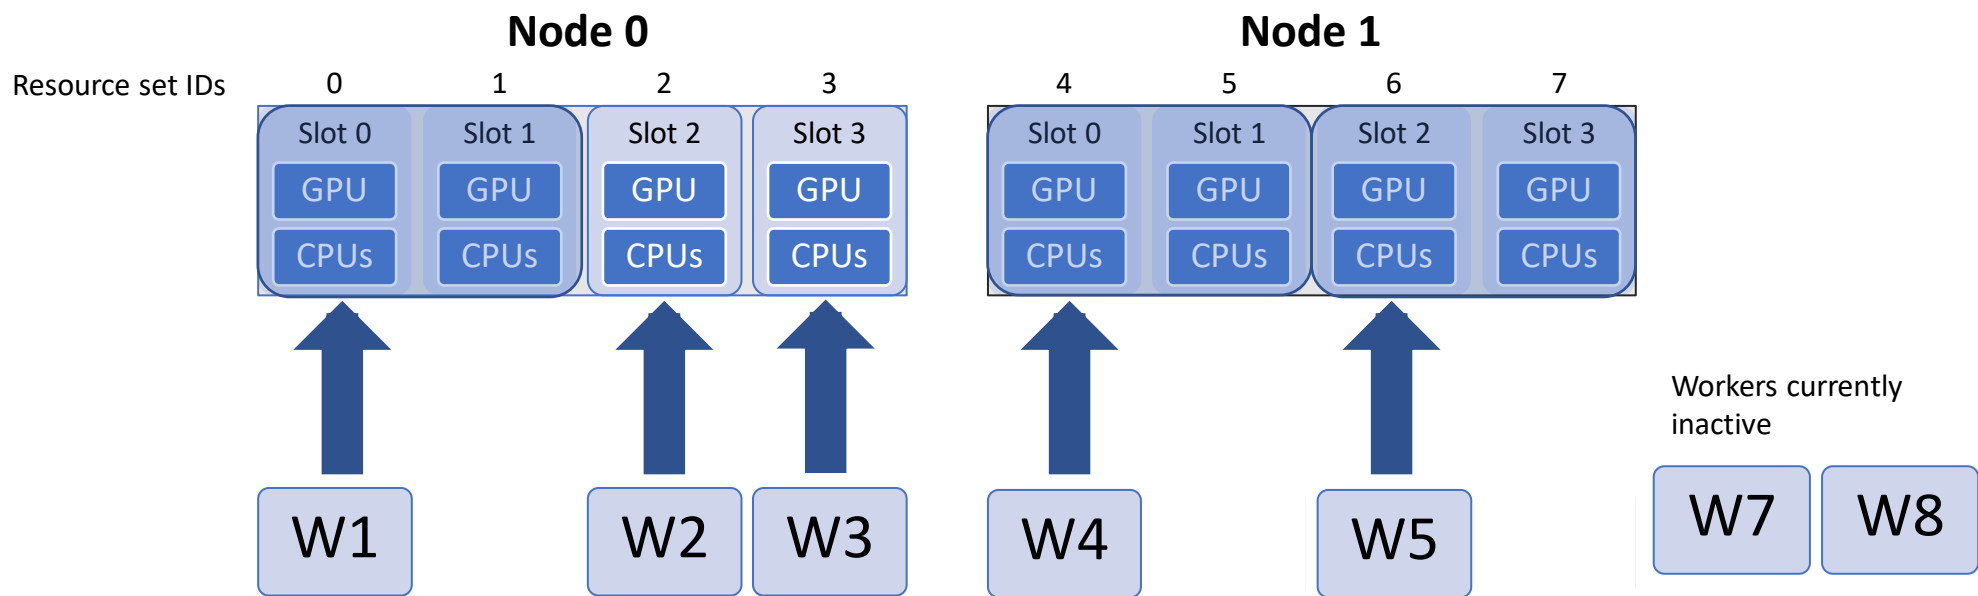 Node 0 Node 1
Resource set IDs 0 1 2 3 4 5 6 7
Slot 0 Slot 1 Slot 2 Slot 3 Slot 0 Slot 1 Slot 2 Slot 3
GPU GPU GPU GPU GPU GPU GPU GPU
CPUs CPUs CPUs CPUs CPUs CPUs CPUs CPUs
Workers currently
inactive
W1 W2 W3 W4 W5 W7 W8